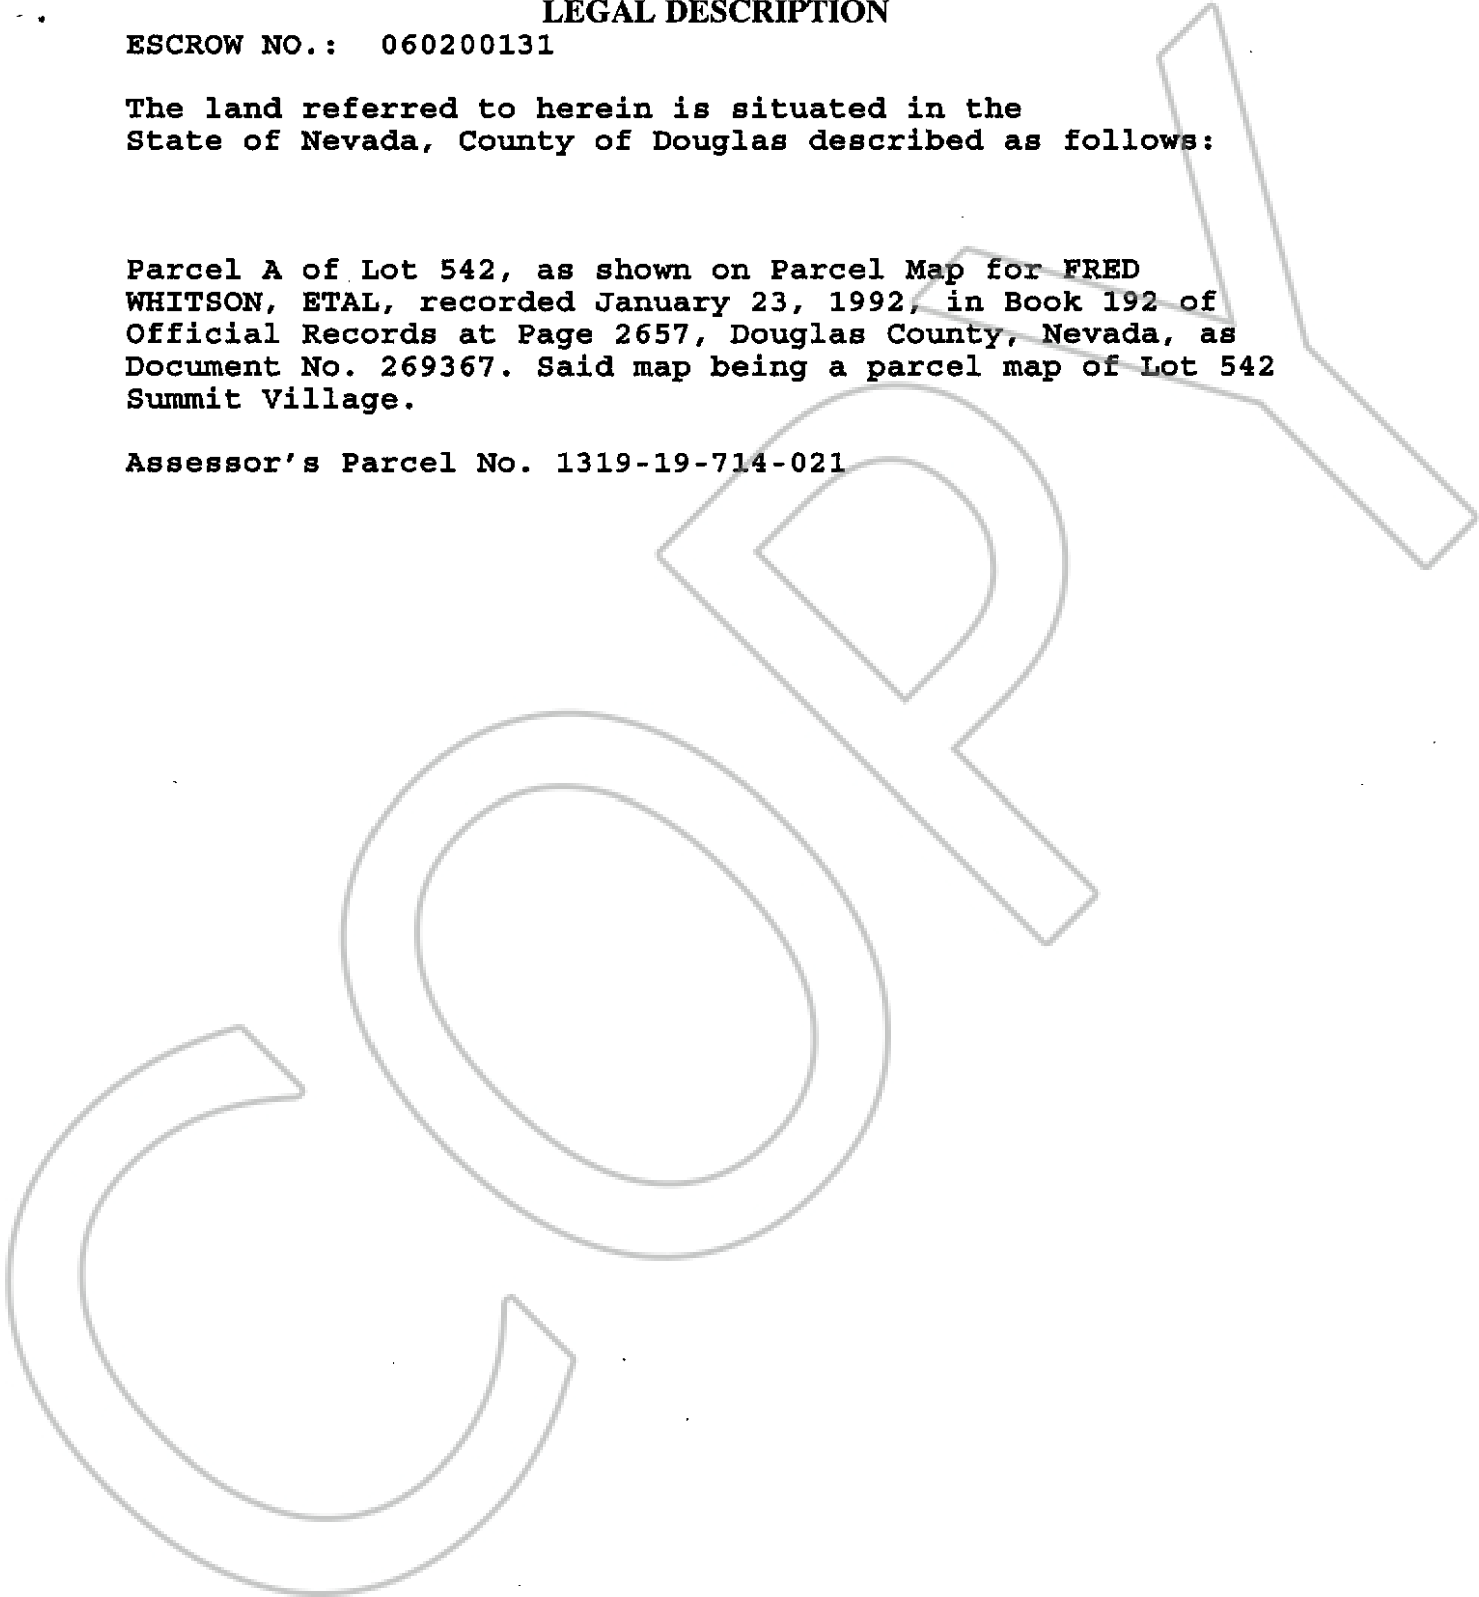 LEGAL DESCRIPTION
ESCROW NO.: 060200131
The land referred to herein is situated in the
State of Nevada, County of Douglas described as follows:
Parcel A of Lot 542, as shown on Parcel Map for FRED
WHITSON, ETAL, recorded January 23, 1992, in Book 192 of
Official Records at Page 2657, Douglas County, Nevada, as
Document No. 269367. Said map being a parcel map of Lot 542
Summit Village.
Assessor's Parcel No. 1319-19-714-021
COPY